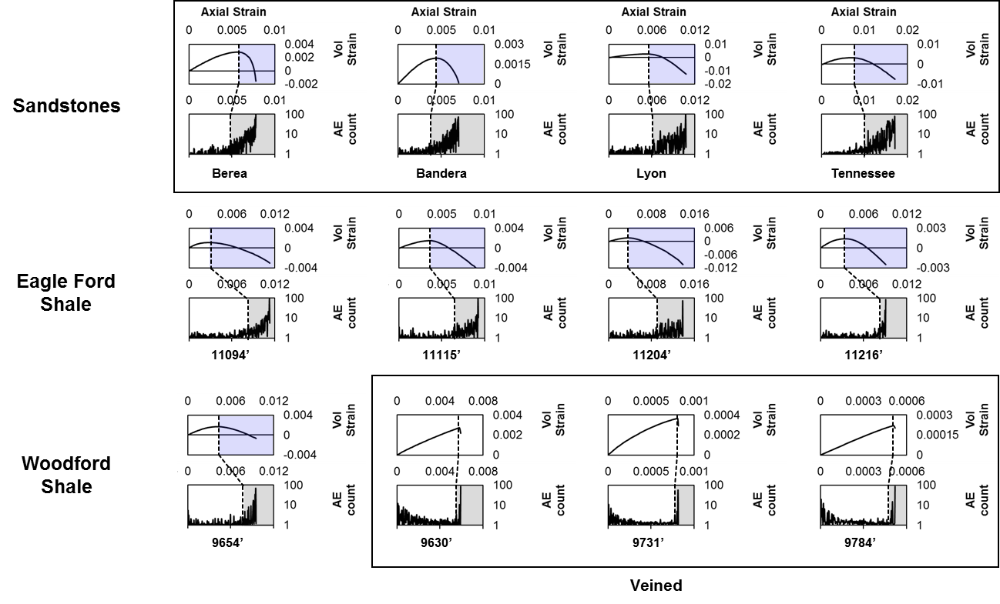 Axial Strain Axial Strain Axial Strain Axial Strain
0 0.005 0.01 0 0.005 0.01 0 0.006 0.012 0 0.01 0.02
0.004 0.002 0 -0.002 Vol Strain 0.003 0.0015 0 Vol Strain 0.01 0 -0.01 -0.02 Vol Strain 0.01 0 -0.01 Vol Strain
Sandstones
0 0.005 0.01 0 0.005 0.01 0 0.006 0.012 0 0.01 0.02
100 10 1 AE count 100 10 1 AE count 100 10 1 AE count 100 10 1 AE count
Berea Bandera Lyon Tennessee
0 0.006 0.012 0 0.005 0.01 0 0.008 0.016 0 0.006 0.012
0.004 0 -0.004 Vol Strain 0.004 0 -0.004 Vol Strain 0.006 0 -0.006 -0.012 Vol Strain 0.003 0 -0.003 Vol Strain
Eagle Ford
Shale
0 0.006 0.012 0 0.005 0.01 0 0.008 0.016 0 0.006 0.012
100 10 1 AE count 100 10 1 AE count 100 10 1 AE count 100 10 1 AE count
11094’ 11115’ 11204’ 11216’
0 0.006 0.012 0 0.004 0.008 0 0.0005 0.001 0 0.0003 0.0006
0.004 0 -0.004 Vol Strain 0.004 0.002 0 Vol Strain 0.0004 0.0002 0 Vol Strain 0.0003 0.00015 0 Vol Strain
Woodford
Shale
0 0.006 0.012 0 0.004 0.008 0 0.0005 0.001 0 0.0003 0.0006
100 10 1 AE count 100 10 1 AE count 100 10 1 AE count 100 10 1 AE count
9654’ 9630’ 9731’ 9784’
Veined